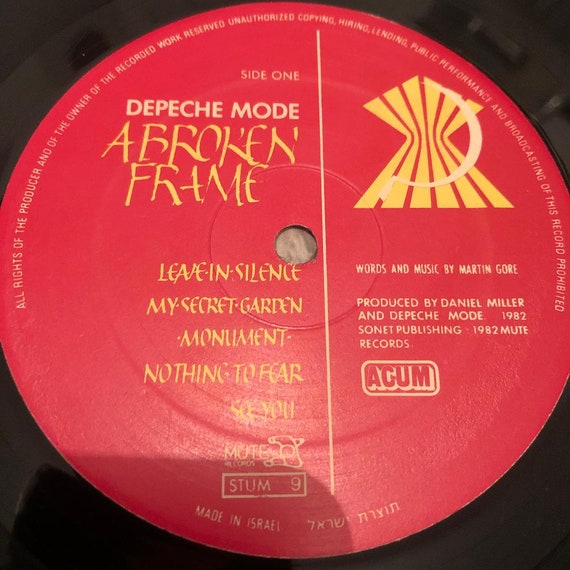 ALL RIGHTS OF THE PRODUCER AND OF THE OWNER OF THE RECORDED WORK RESERVED UNAUTHORIZED COPYING, HIRING, LENDING, PUBLIC PERFORMANCE AND BROADCASTING OF THIS RECORD PROHIBITED
SIDE ONE
DEPECHE MODE
A BROKEN
FRAME
LEAVE·IN·SILENCE
MY·SECRET·GARDEN
·MONUMENT·
NOTHING·TO·FEAR
SEE·YOU
MUTE
RECORDS
STUM 9
WORDS AND MUSIC BY MARTIN GORE
PRODUCED BY DANIEL MILLER
AND DEPECHE MODE. 1982
SONET PUBLISHING · 1982 MUTE
RECORDS
ACUM
MADE IN ISRAEL תוצרת ישראל